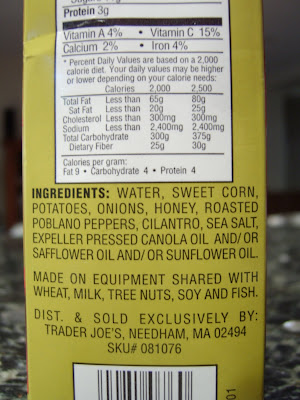 Protein 3g
Vitamin A 4% • Vitamin C 15%
Calcium 2% • Iron 4%
* Percent Daily Values are based on a 2,000
calorie diet. Your daily values may be higher
or lower depending on your calorie needs:
Calories 2,000 2,500
Total Fat Less than 65g 80g
Sat Fat Less than 20g 25g
Cholesterol Less than 300mg 300mg
Sodium Less than 2,400mg 2,400mg
Total Carbohydrate 300g 375g
Dietary Fiber 25g 30g
Calories per gram:
Fat 9 • Carbohydrate 4 • Protein 4
INGREDIENTS: WATER, SWEET CORN,
POTATOES, ONIONS, HONEY, ROASTED
POBLANO PEPPERS, CILANTRO, SEA SALT,
EXPELLER PRESSED CANOLA OIL AND/OR
SAFFLOWER OIL AND/OR SUNFLOWER OIL.
MADE ON EQUIPMENT SHARED WITH
WHEAT, MILK, TREE NUTS, SOY AND FISH.
DIST. & SOLD EXCLUSIVELY BY:
TRADER JOE'S, NEEDHAM, MA 02494
SKU# 081076
01